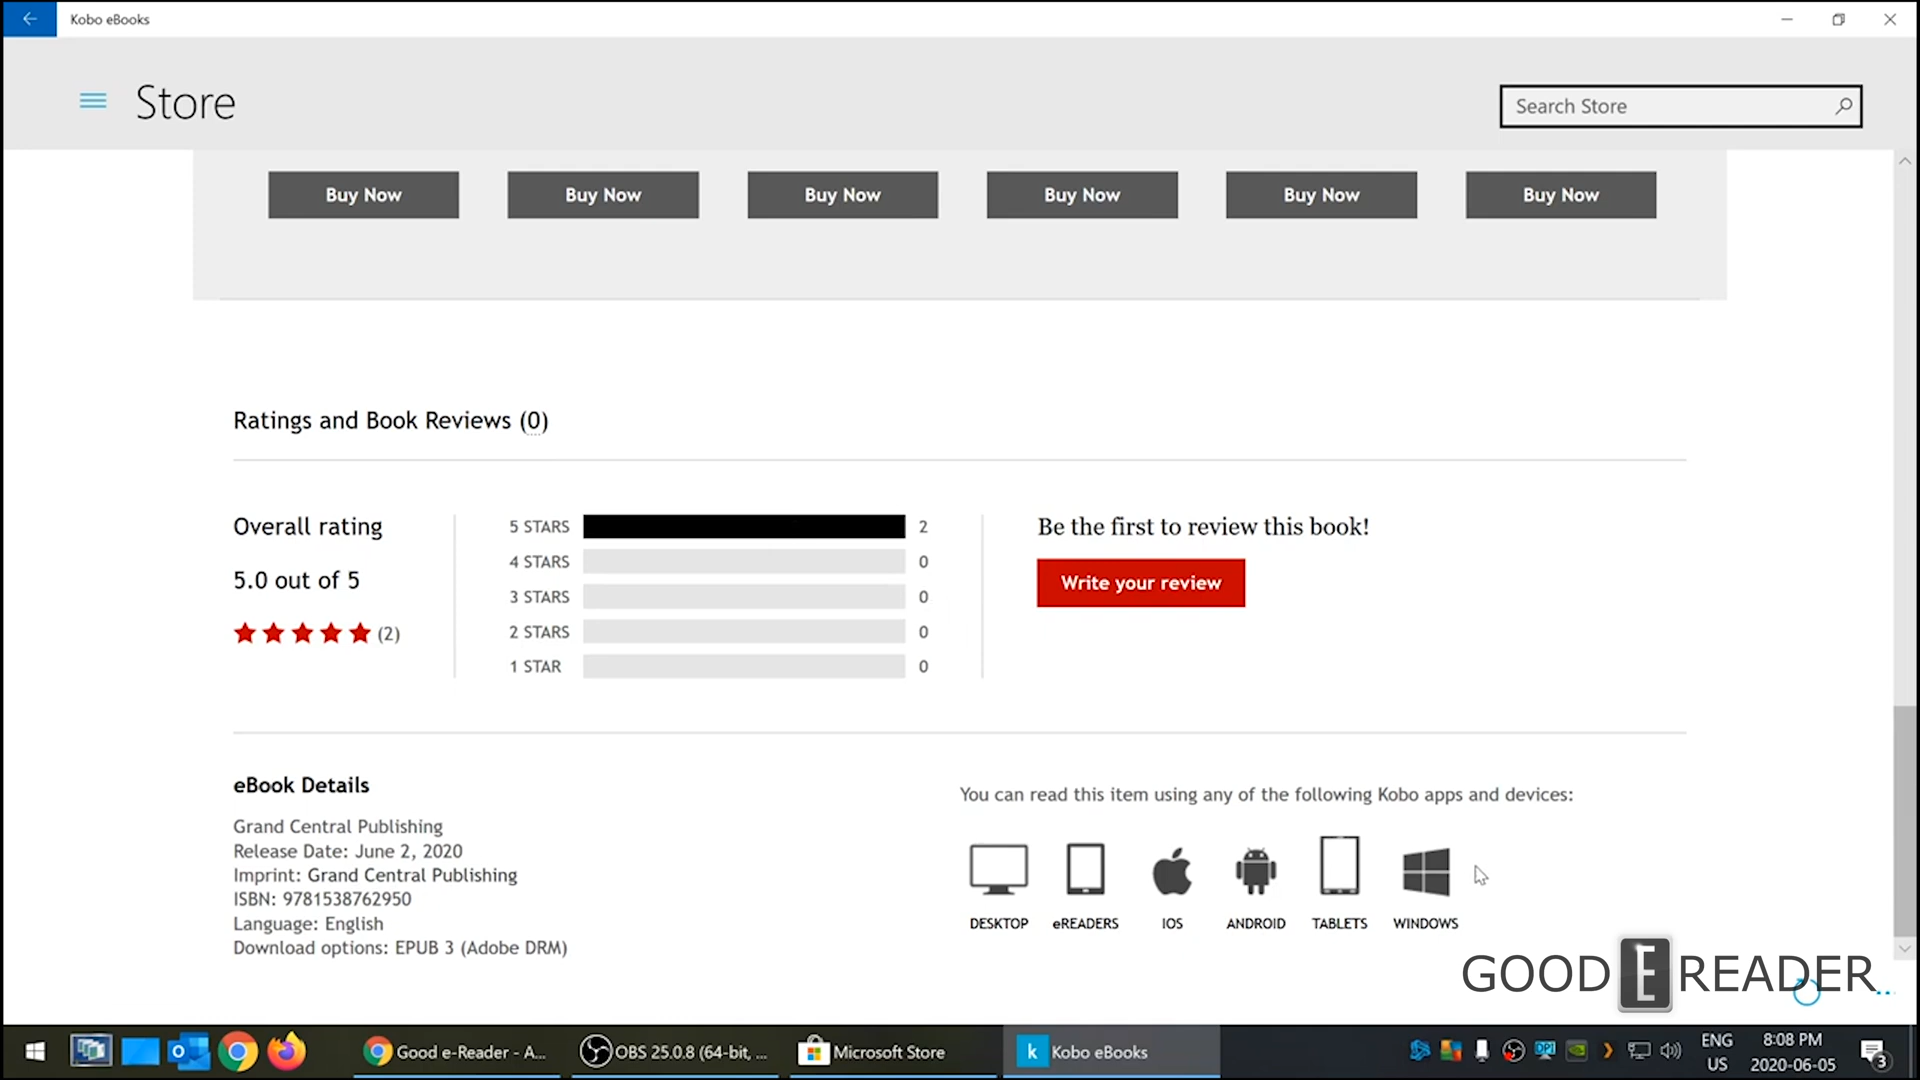 Kobo eBooks
Store
Search Store
Buy Now Buy Now Buy Now Buy Now Buy Now Buy Now
Ratings and Book Reviews (0)
Overall rating
5.0 out of 5
(2)
5 STARS 2
4 STARS 0
3 STARS 0
2 STARS 0
1 STAR 0
Be the first to review this book!
Write your review
eBook Details
Grand Central Publishing
Release Date: June 2, 2020
Imprint: Grand Central Publishing
ISBN: 9781538762950
Language: English
Download options: EPUB 3 (Adobe DRM)
You can read this item using any of the following Kobo apps and devices:
DESKTOP eREADERS IOS ANDROID TABLETS WINDOWS
GOOD E READER
Good e-Reader - A...
OBS 25.0.8 (64-bit, ...
Microsoft Store
k Kobo eBooks
DPI
ENG
US
8:08 PM
2020-06-05
3